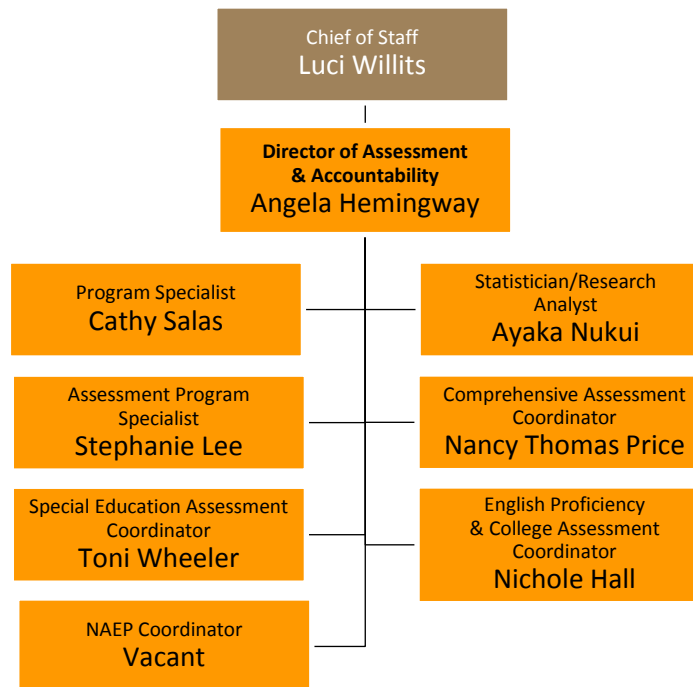 Chief of Staff
Luci Willits
Director of Assessment
& Accountability
Angela Hemingway
Program Specialist
Cathy Salas
Statistician/Research
Analyst
Ayaka Nukui
Assessment Program
Specialist
Stephanie Lee
Comprehensive Assessment
Coordinator
Nancy Thomas Price
Special Education Assessment
Coordinator
Toni Wheeler
English Proficiency
& College Assessment
Coordinator
Nichole Hall
NAEP Coordinator
Vacant